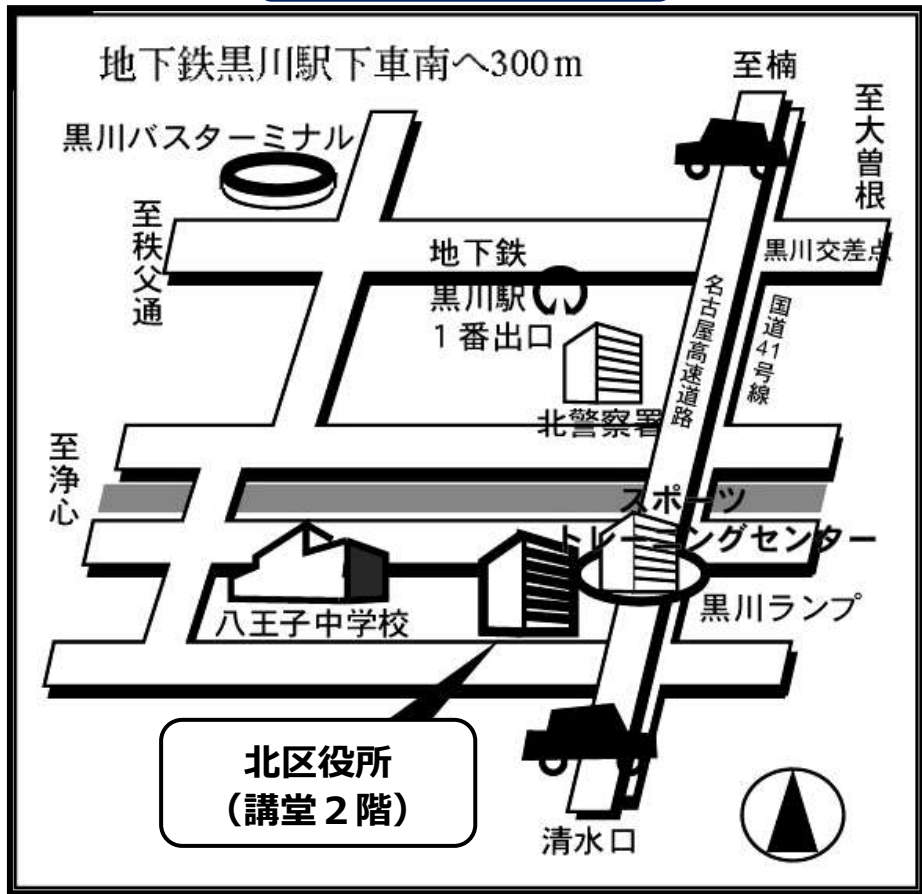 地下鉄黒川駅下車南へ300m
至楠
至大曽根
黒川バスターミナル
至秩父通
地下鉄
黒川駅
1番出口
黒川交差点
名古屋高速道路
国道41号線
北警察署
至浄心
スポーツ
トレーニングセンター
八王子中学校
黒川ランプ
北区役所
（講堂２階）
清水口